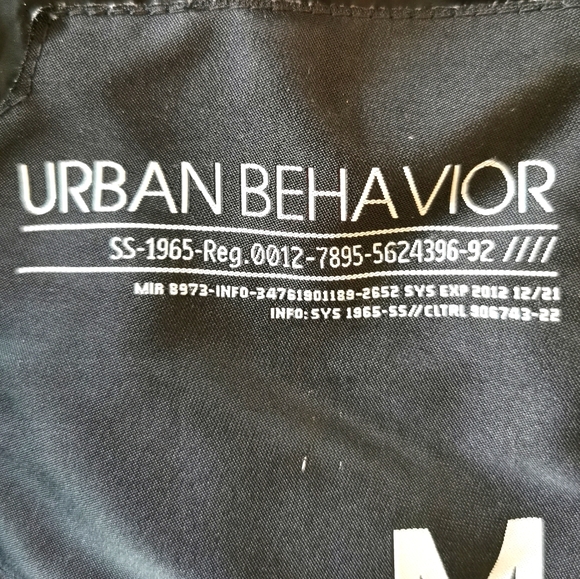 URBAN BEHAVIOR
SS-1965-Reg.0012-7895-5624396-92 ////
MIR 8973-INFO-34761901189-2652 SYS EXP 2012 12/21
INFO: SYS 1965-SS//CLTRL 906743-22
M